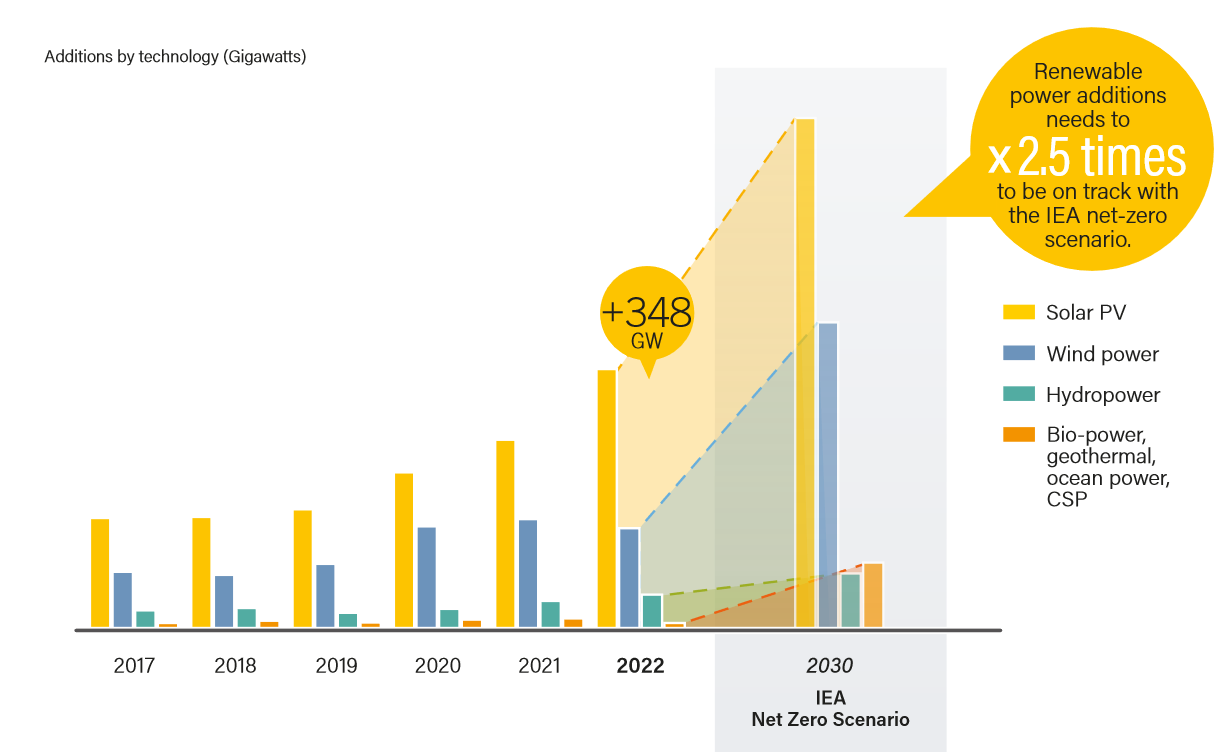 Additions by technology (Gigawatts)
Renewable
power additions
needs to
x 2.5 times
to be on track with
the IEA net-zero
scenario.
+348
GW
Solar PV
Wind power
Hydropower
Bio-power,
geothermal,
ocean power,
CSP
2017
2018
2019
2020
2021
2022
2030
IEA
Net Zero Scenario